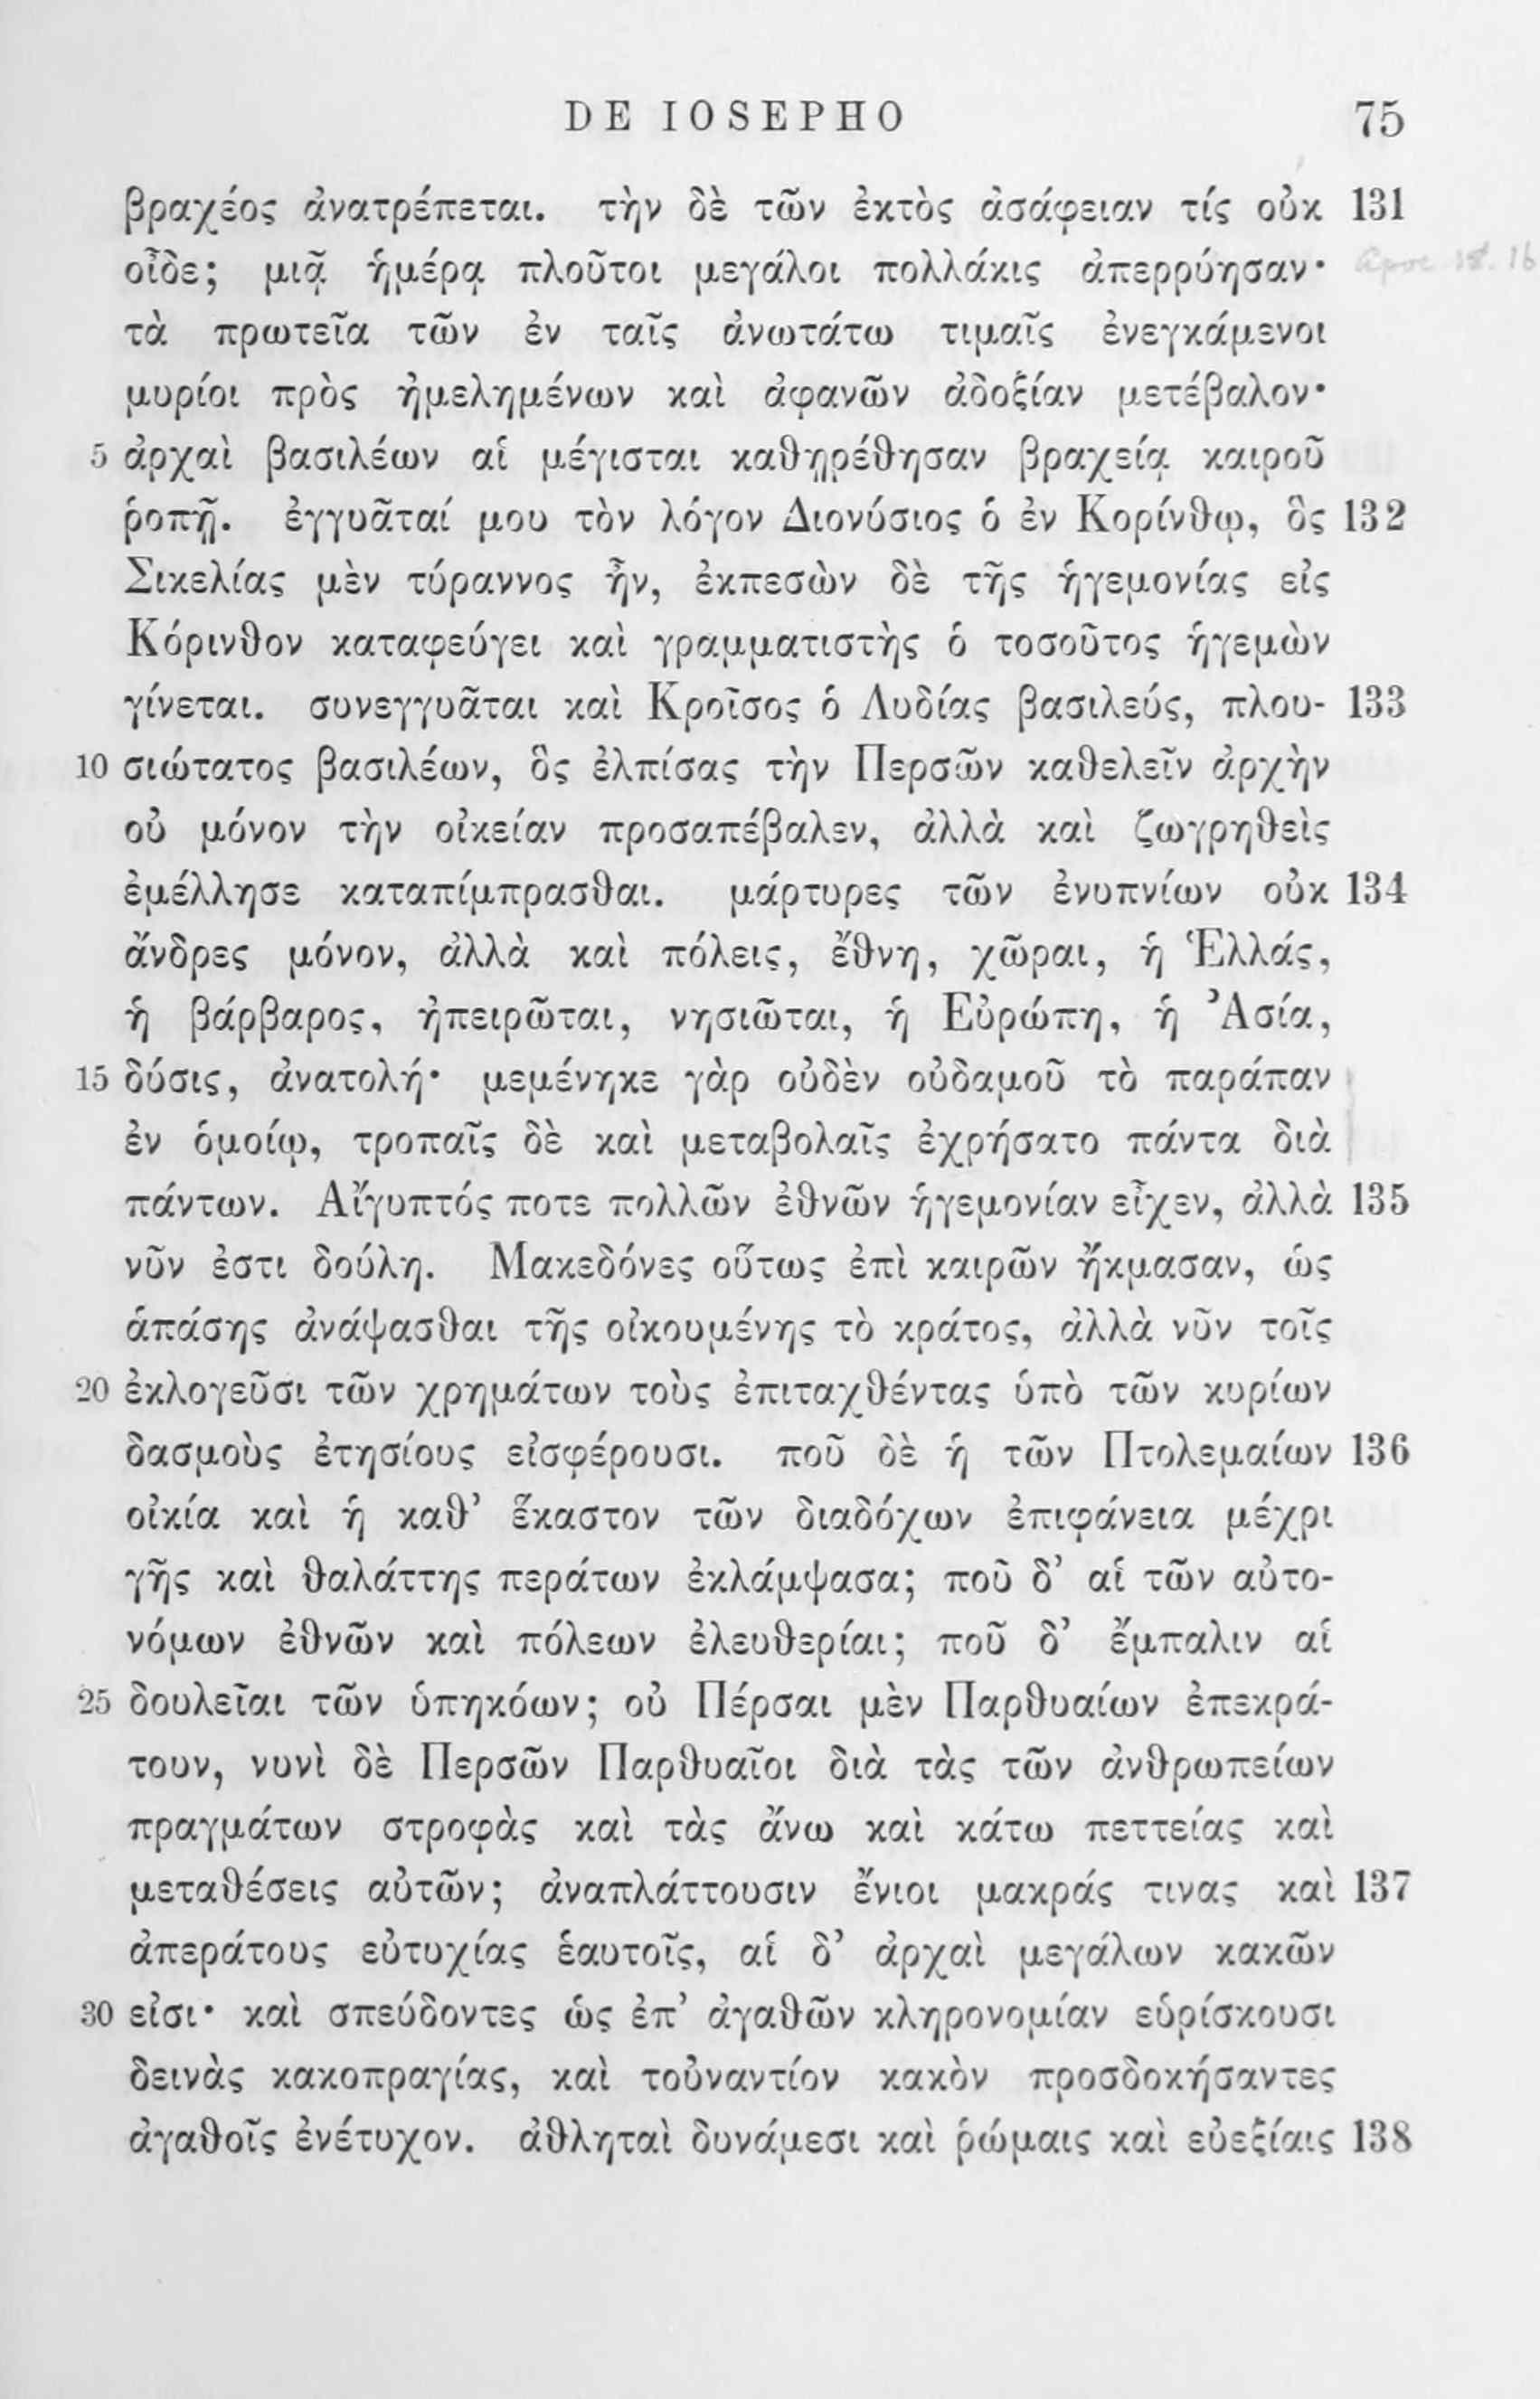 DE IOSEPHO 75
βραχέος ἀνατρέπεται. τὴν δὲ τῶν ἐκτὸς ἀσάφειαν τίς οὐκ 131
οἶδε; μιᾷ ἡμέρᾳ πλοῦτοι μεγάλοι πολλάκις ἀπερρύησαν·
τὰ πρωτεῖα τῶν ἐν ταῖς ἀνωτάτω τιμαῖς ἐνεγκάμενοι
μυρίοι πρὸς ἠμελημένων καὶ ἀφανῶν ἀδοξίαν μετέβαλον·
5 ἀρχαὶ βασιλέων αἱ μέγισται καθῃρέθησαν βραχείᾳ καιροῦ
ῥοπῇ. ἐγγυᾶταί μου τὸν λόγον Διονύσιος ὁ ἐν Κορίνθῳ, ὃς 132
Σικελίας μὲν τύραννος ἦν, ἐκπεσὼν δὲ τῆς ἡγεμονίας εἰς
Κόρινθον καταφεύγει καὶ γραμματιστὴς ὁ τοσοῦτος ἡγεμὼν
γίνεται. συνεγγυᾶται καὶ Κροῖσος ὁ Λυδίας βασιλεύς, πλου- 133
10 σιώτατος βασιλέων, ὃς ἐλπίσας τὴν Περσῶν καθελεῖν ἀρχὴν
οὐ μόνον τὴν οἰκείαν προσαπέβαλεν, ἀλλὰ καὶ ζωγρηθεὶς
ἐμέλλησε καταπίμπρασθαι. μάρτυρες τῶν ἐνυπνίων οὐκ 134
ἄνδρες μόνον, ἀλλὰ καὶ πόλεις, ἔθνη, χῶραι, ἡ Ἑλλάς,
ἡ βάρβαρος, ἠπειρῶται, νησιῶται, ἡ Εὐρώπη, ἡ Ἀσία,
15 δύσις, ἀνατολή· μεμένηκε γὰρ οὐδὲν οὐδαμοῦ τὸ παράπαν
ἐν ὁμοίῳ, τροπαῖς δὲ καὶ μεταβολαῖς ἐχρήσατο πάντα διὰ
πάντων. Αἴγυπτός ποτε πολλῶν ἐθνῶν ἡγεμονίαν εἶχεν, ἀλλὰ 135
νῦν ἐστι δούλη. Μακεδόνες οὕτως ἐπὶ καιρῶν ἤκμασαν, ὡς
ἁπάσης ἀνάψασθαι τῆς οἰκουμένης τὸ κράτος, ἀλλὰ νῦν τοῖς
20 ἐκλογεῦσι τῶν χρημάτων τοὺς ἐπιταχθέντας ὑπὸ τῶν κυρίων
δασμοὺς ἐτησίους εἰσφέρουσι. ποῦ δὲ ἡ τῶν Πτολεμαίων 136
οἰκία καὶ ἡ καθ’ ἕκαστον τῶν διαδόχων ἐπιφάνεια μέχρι
γῆς καὶ θαλάττης περάτων ἐκλάμψασα; ποῦ δ’ αἱ τῶν αὐτο-
νόμων ἐθνῶν καὶ πόλεων ἐλευθερίαι; ποῦ δ’ ἔμπαλιν αἱ
25 δουλεῖαι τῶν ὑπηκόων; οὐ Πέρσαι μὲν Παρθυαίων ἐπεκρά-
τουν, νυνὶ δὲ Περσῶν Παρθυαῖοι διὰ τὰς τῶν ἀνθρωπείων
πραγμάτων στροφὰς καὶ τὰς ἄνω καὶ κάτω πεττείας καὶ
μεταθέσεις αὐτῶν; ἀναπλάττουσιν ἔνιοι μακράς τινας καὶ 137
ἀπεράτους εὐτυχίας ἑαυτοῖς, αἱ δ’ ἀρχαὶ μεγάλων κακῶν
30 εἰσι· καὶ σπεύδοντες ὡς ἐπ’ ἀγαθῶν κληρονομίαν εὑρίσκουσι
δεινὰς κακοπραγίας, καὶ τοὐναντίον κακὸν προσδοκήσαντες
ἀγαθοῖς ἐνέτυχον. ἀθληταὶ δυνάμεσι καὶ ῥώμαις καὶ εὐεξίαις 138